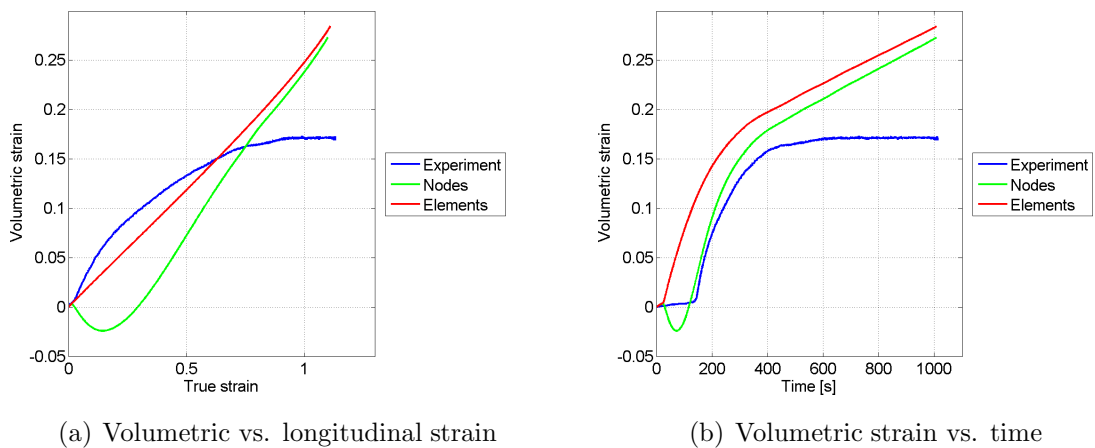 0.25
0.2
0.15
0.1
0.05
0
-0.05
Volumetric strain
0 0.5 1
True strain
Experiment
Nodes
Elements
(a) Volumetric vs. longitudinal strain
0.25
0.2
0.15
0.1
0.05
0
-0.05
Volumetric strain
0 200 400 600 800 1000
Time [s]
Experiment
Nodes
Elements
(b) Volumetric strain vs. time